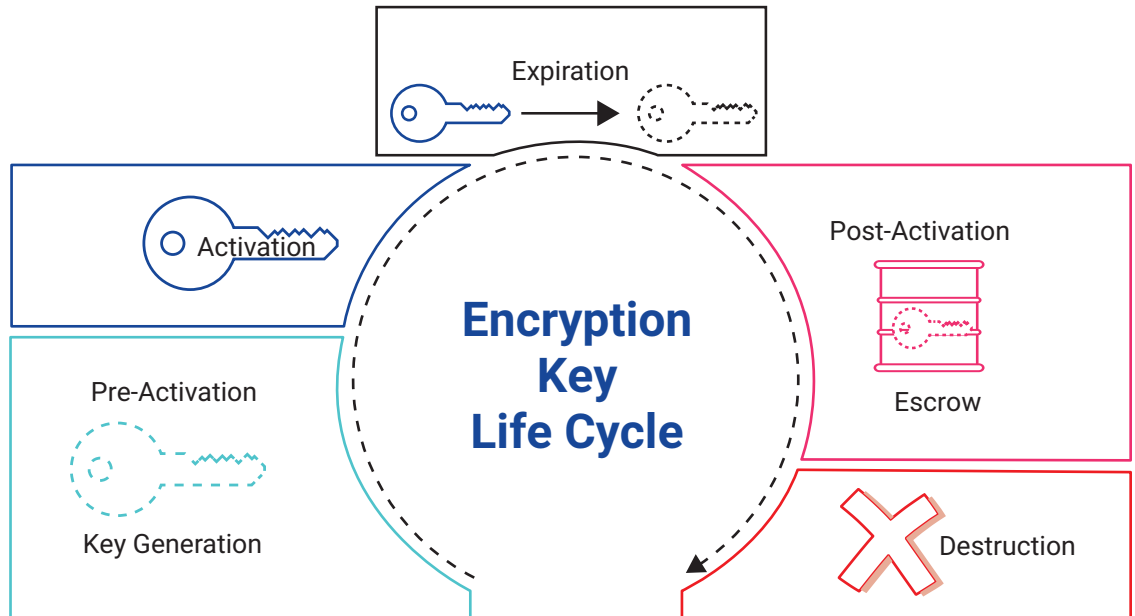 Expiration
Activation
Post-Activation
Encryption
Key
Life Cycle
Pre-Activation
Escrow
Key Generation
Destruction